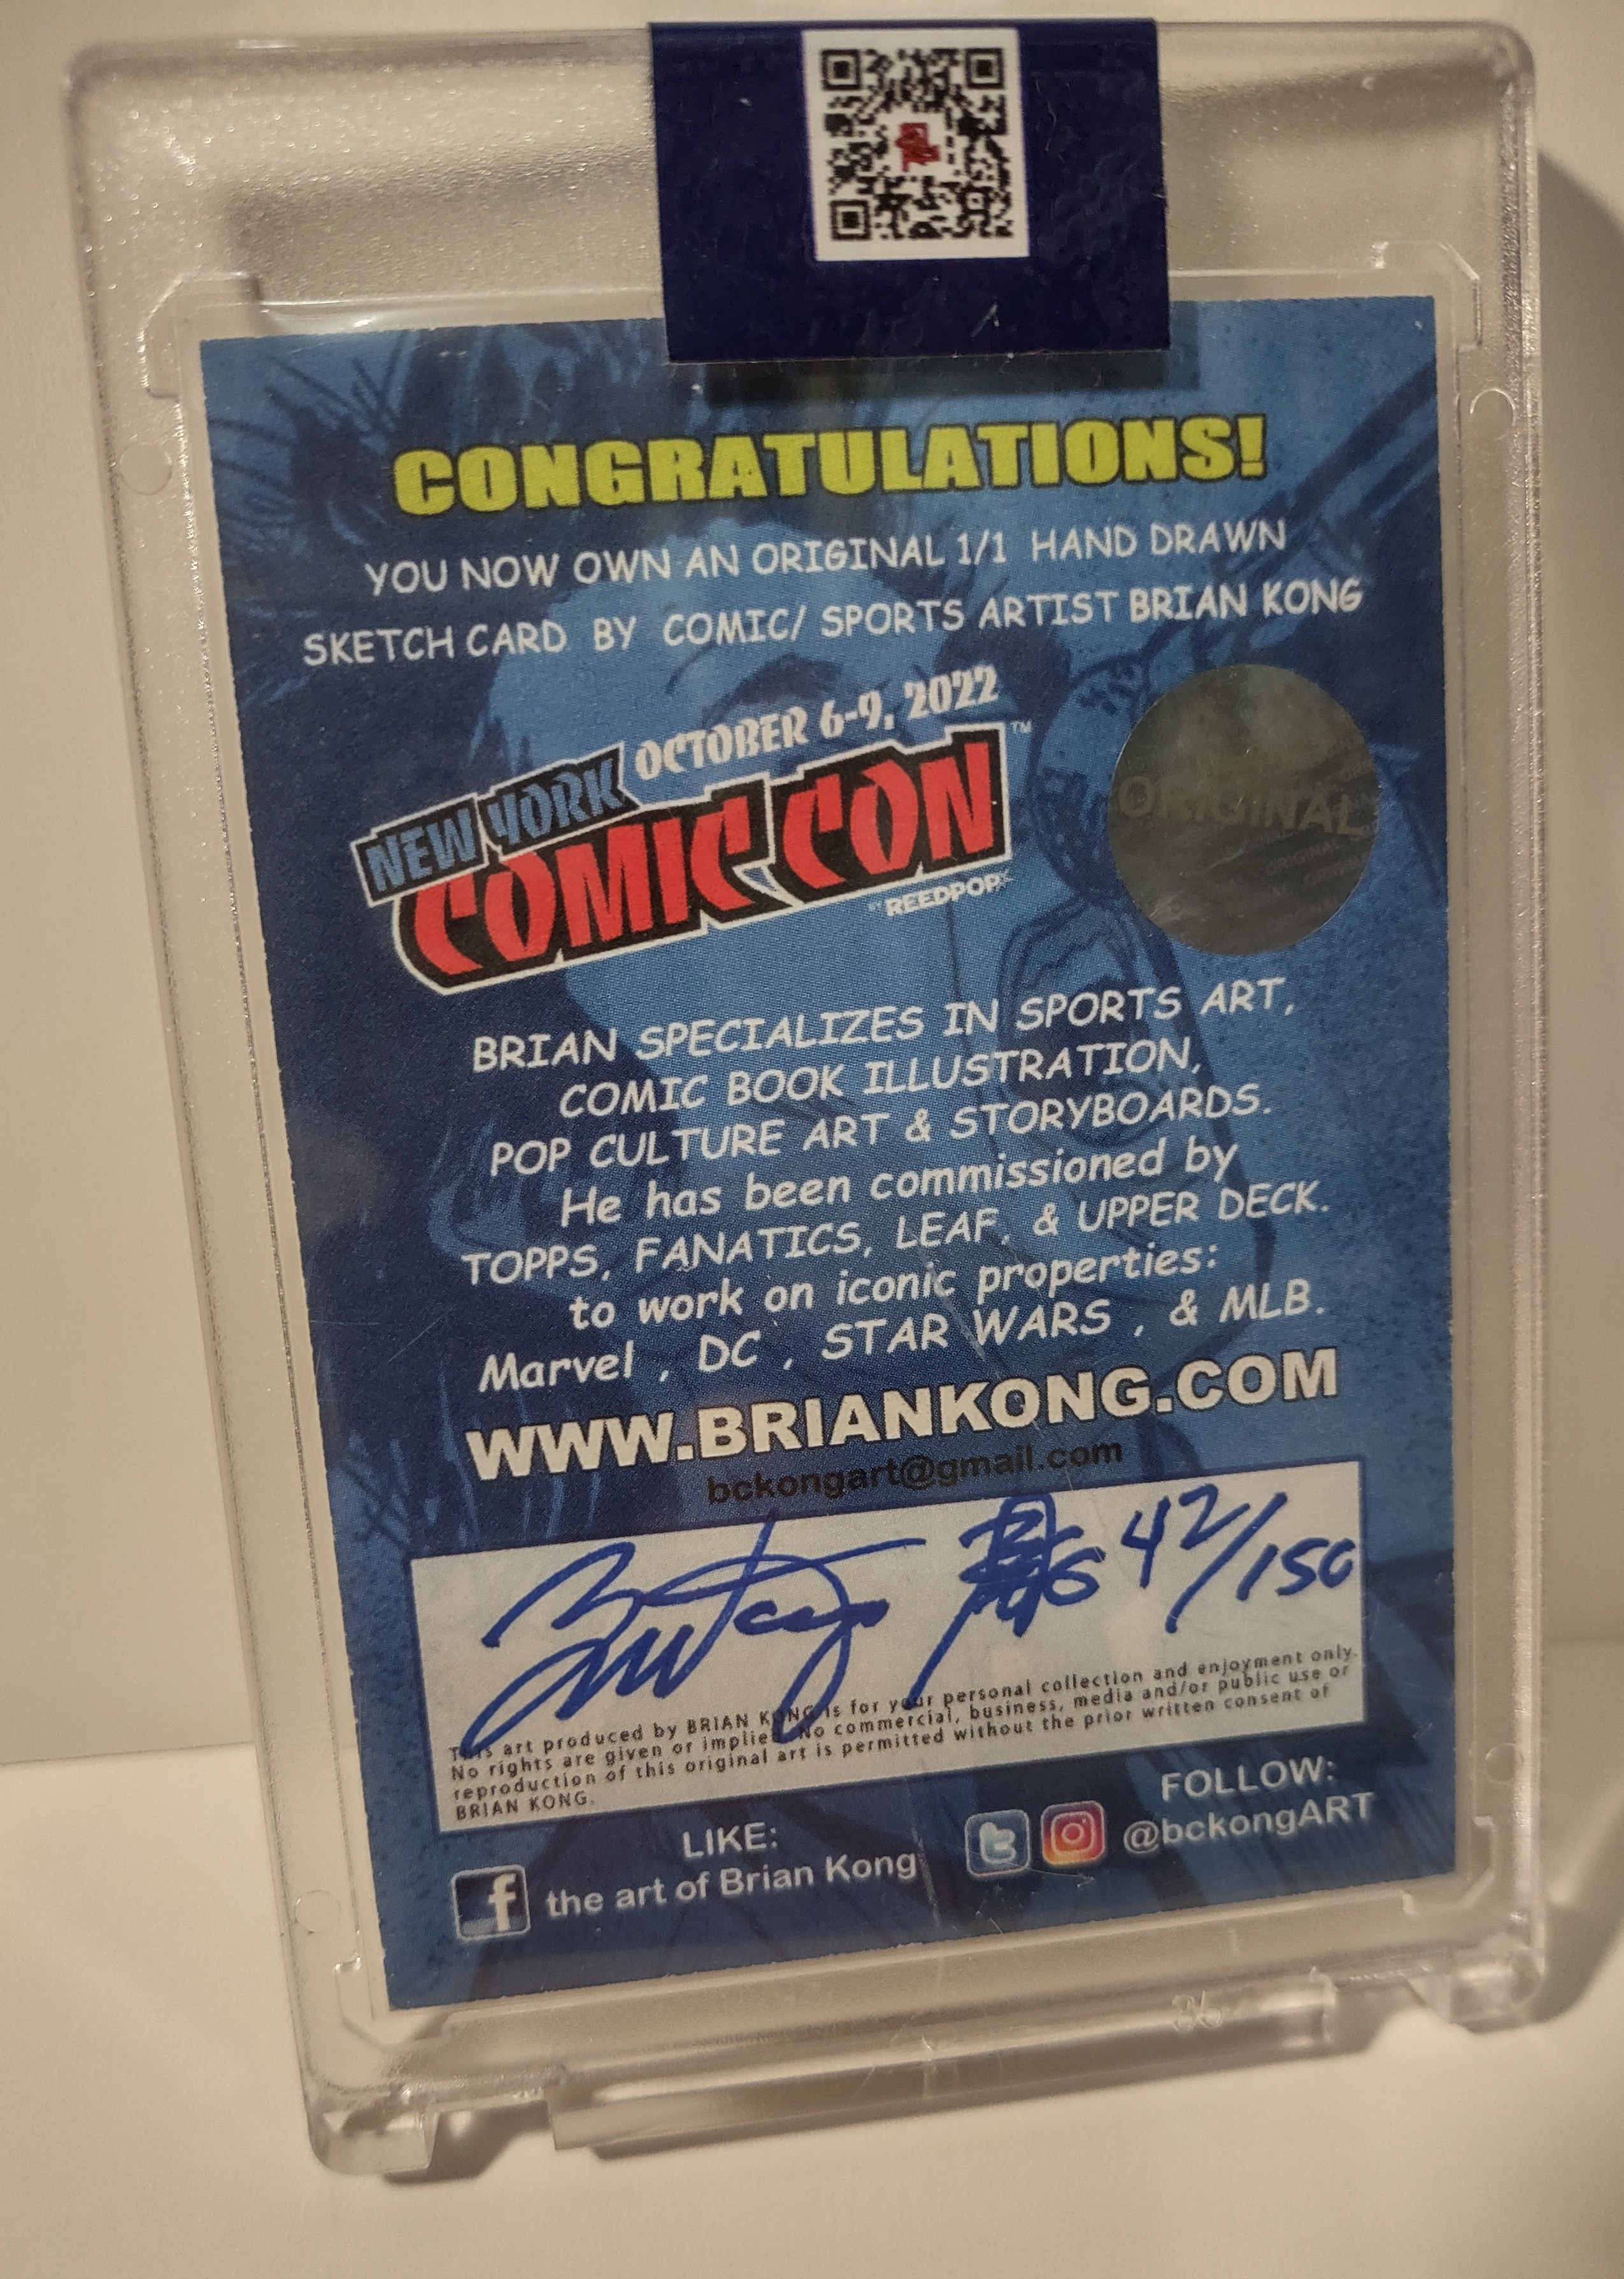 CONGRATULATIONS!
YOU NOW OWN AN ORIGINAL 1/1 HAND DRAWN
SKETCH CARD BY COMIC/ SPORTS ARTIST BRIAN KONG
OCTOBER 6-9, 2022
NEW YORK
COMIC CON™
BY REEDPOP
ORIGINAL
BRIAN SPECIALIZES IN SPORTS ART,
COMIC BOOK ILLUSTRATION,
POP CULTURE ART & STORYBOARDS.
He has been commissioned by
TOPPS, FANATICS, LEAF, & UPPER DECK.
to work on iconic properties:
Marvel , DC , STAR WARS , & MLB.
WWW.BRIANKONG.COM
bckongart@gmail.com
42/150
This art produced by BRIAN KONG is for your personal collection and enjoyment only.
No rights are given or implied. No commercial, business, media and/or public use or
reproduction of this original art is permitted without the prior written consent of
BRIAN KONG.
LIKE:
f the art of Brian Kong
FOLLOW:
@bckongART
36